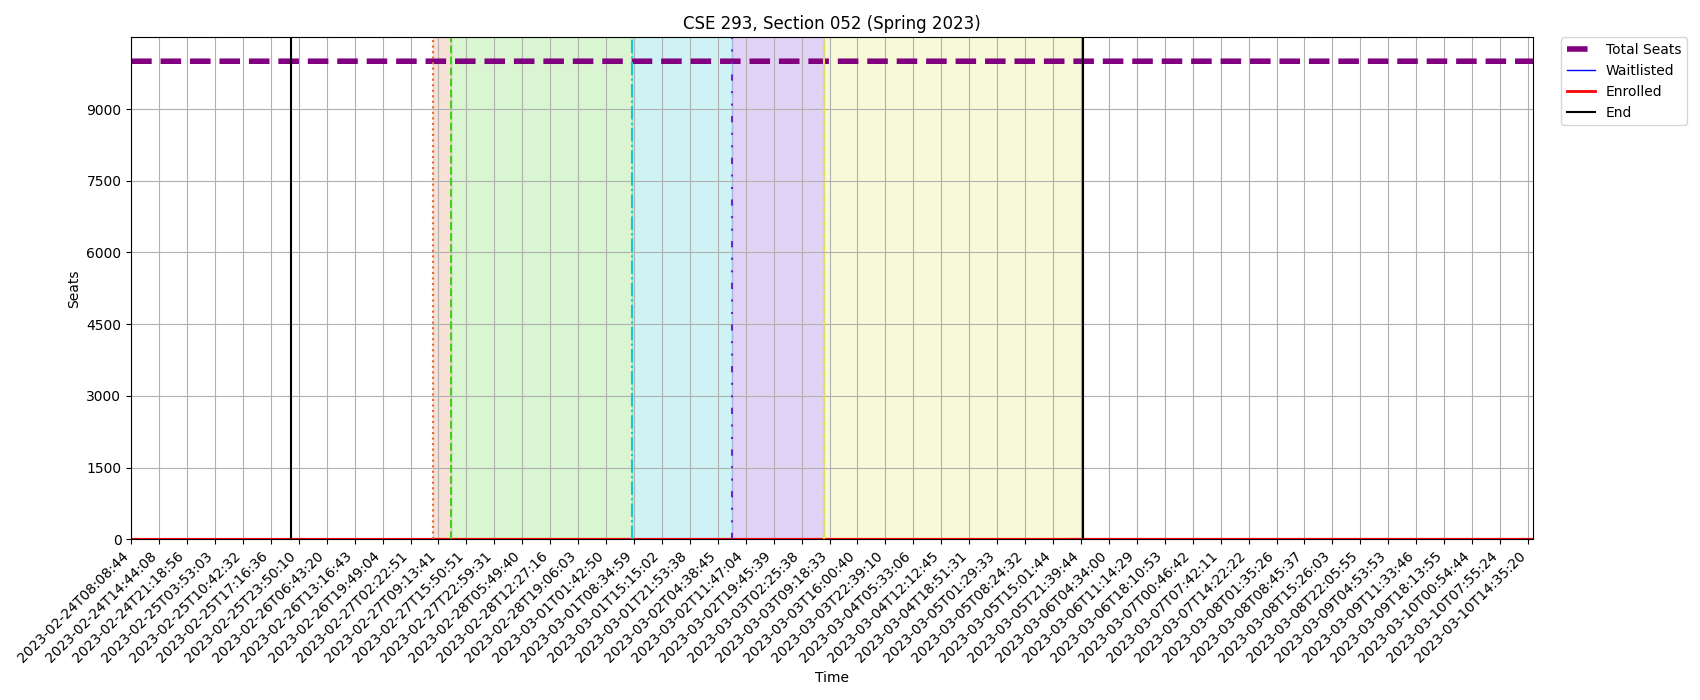 CSE 293, Section 052 (Spring 2023)
Total Seats
Waitlisted
Enrolled
End
Seats
9000
7500
6000
4500
3000
1500
0
2023-02-24T08:08:44
2023-02-24T14:44:08
2023-02-24T21:18:56
2023-02-25T03:53:03
2023-02-25T10:42:32
2023-02-25T17:16:36
2023-02-25T23:50:10
2023-02-26T06:43:20
2023-02-26T13:16:43
2023-02-26T19:49:04
2023-02-27T02:22:51
2023-02-27T09:13:41
2023-02-27T15:50:51
2023-02-27T22:59:31
2023-02-28T05:49:40
2023-02-28T12:27:16
2023-02-28T19:06:03
2023-03-01T01:42:50
2023-03-01T08:34:59
2023-03-01T15:15:02
2023-03-01T21:53:38
2023-03-02T04:38:45
2023-03-02T11:47:04
2023-03-02T19:45:39
2023-03-03T02:25:38
2023-03-03T09:18:33
2023-03-03T16:00:40
2023-03-03T22:39:10
2023-03-04T05:33:06
2023-03-04T12:12:45
2023-03-04T18:51:31
2023-03-05T01:29:33
2023-03-05T08:24:32
2023-03-05T15:01:44
2023-03-05T21:39:44
2023-03-06T04:34:00
2023-03-06T11:14:29
2023-03-06T18:10:53
2023-03-07T00:46:42
2023-03-07T07:42:11
2023-03-07T14:22:22
2023-03-08T01:35:26
2023-03-08T08:45:37
2023-03-08T15:26:03
2023-03-08T22:05:55
2023-03-09T04:53:53
2023-03-09T11:33:46
2023-03-09T18:13:55
2023-03-10T00:54:44
2023-03-10T07:55:24
2023-03-10T14:35:20
Time